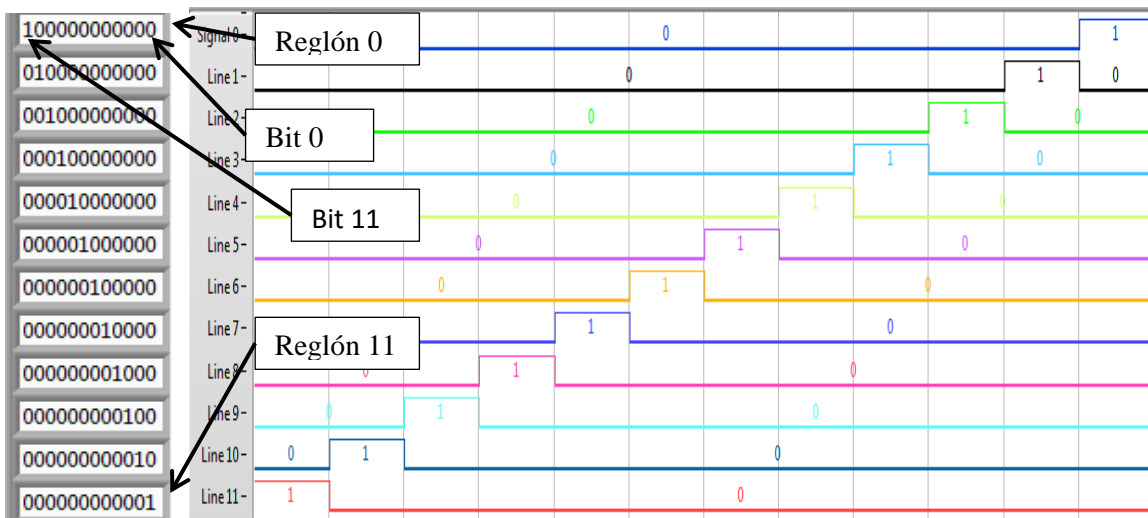 100000000000 Signal 0 Reglón 0 0 1
010000000000 Line 1 0 1 0
001000000000 Line 2 0 1 0
Bit 0
000100000000 Line 3 0 1 0
000010000000 Line 4 0 1 0
Bit 11
000001000000 Line 5 0 1 0
000000100000 Line 6 0 1 0
000000010000 Line 7 1 0
Reglón 11
000000001000 Line 8 0 1 0
000000000100 Line 9 0 1 0
000000000010 Line 10 0 1 0
000000000001 Line 11 1 0